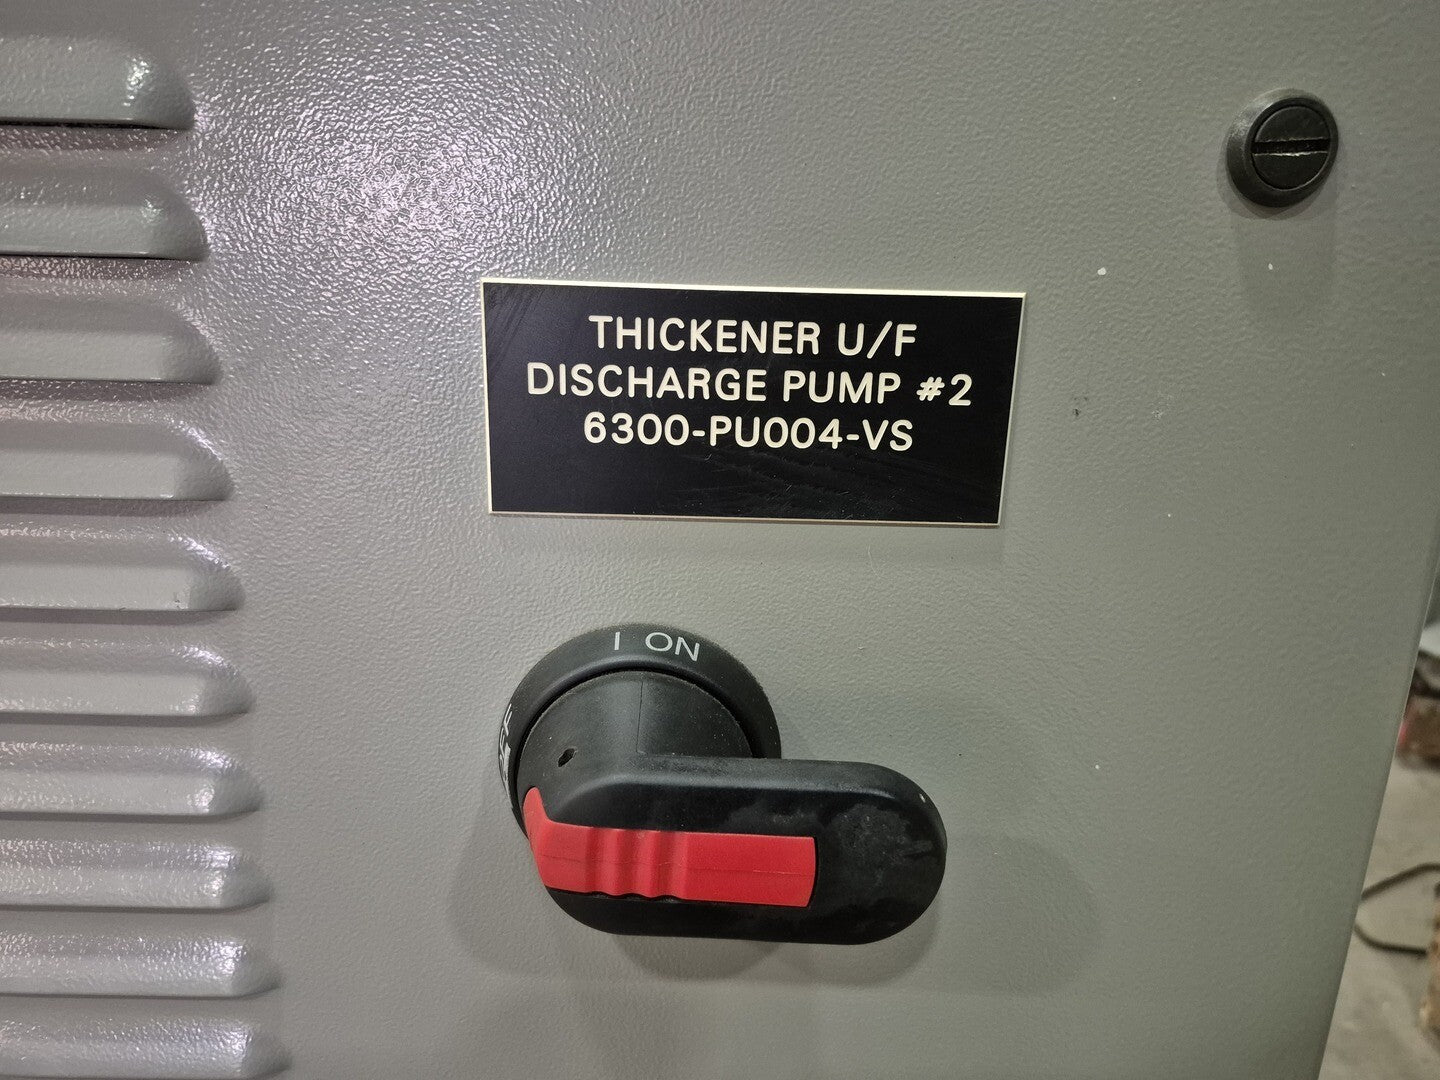 THICKENER U/F
DISCHARGE PUMP #2
6300-PU004-VS
I ON